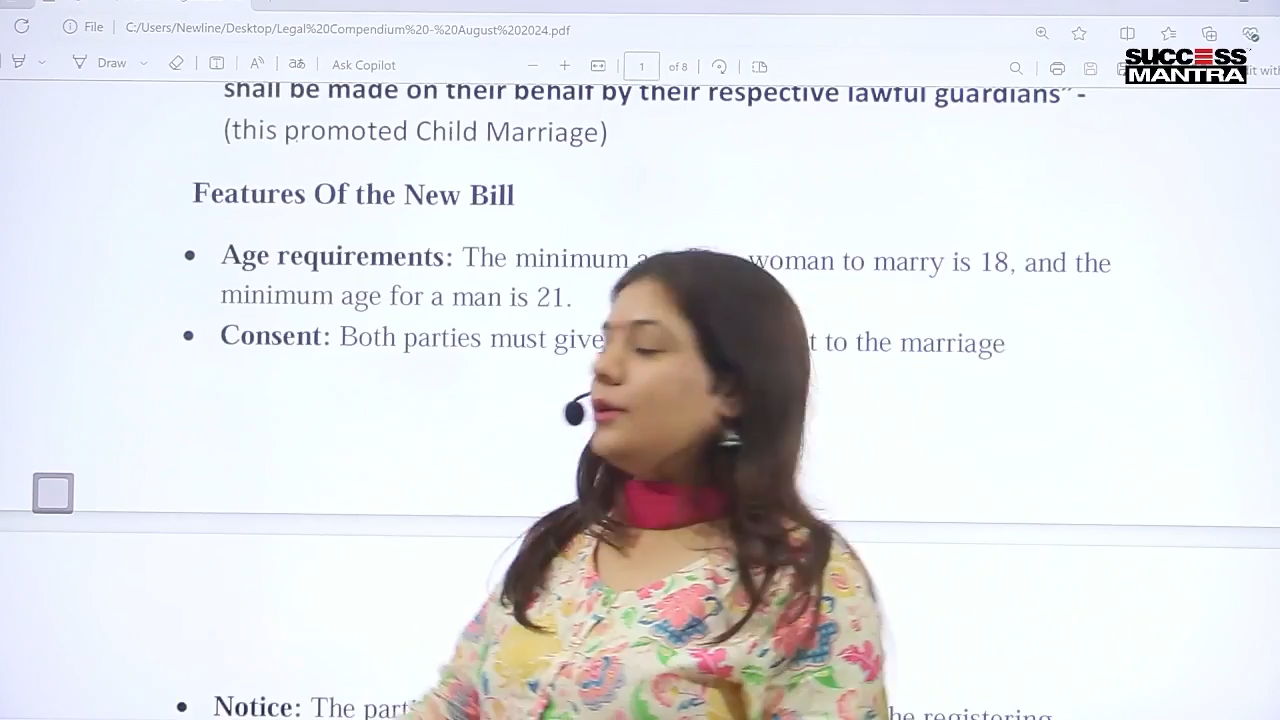 File C:/Users/Newline/Desktop/Legal%20Compendium%20-%20August%202024.pdf
Draw Ask Copilot 1 of 8
SUCCESS
MANTRA
shall be made on their behalf by their respective lawful guardians" -
(this promoted Child Marriage)
Features Of the New Bill
• Age requirements: The minimum woman to marry is 18, and the
minimum age for a man is 21.
• Consent: Both parties must give to the marriage
• Notice: The registering